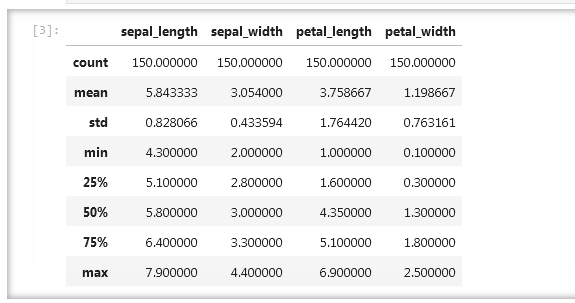 [3]:
sepal_length sepal_width petal_length petal_width
count 150.000000 150.000000 150.000000 150.000000
mean 5.843333 3.054000 3.758667 1.198667
std 0.828066 0.433594 1.764420 0.763161
min 4.300000 2.000000 1.000000 0.100000
25% 5.100000 2.800000 1.600000 0.300000
50% 5.800000 3.000000 4.350000 1.300000
75% 6.400000 3.300000 5.100000 1.800000
max 7.900000 4.400000 6.900000 2.500000